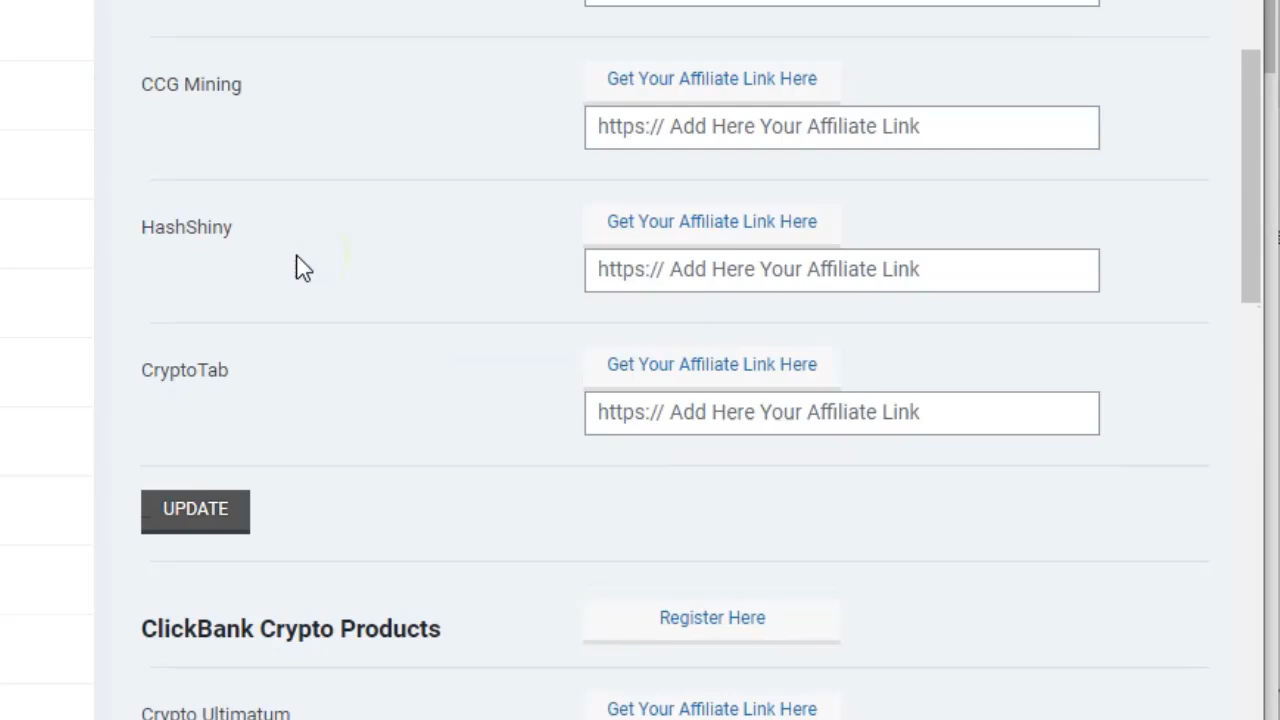 CCG Mining
Get Your Affiliate Link Here
https:// Add Here Your Affiliate Link
HashShiny
Get Your Affiliate Link Here
https:// Add Here Your Affiliate Link
CryptoTab
Get Your Affiliate Link Here
https:// Add Here Your Affiliate Link
UPDATE
ClickBank Crypto Products
Register Here
Crypto Ultimatum
Get Your Affiliate Link Here